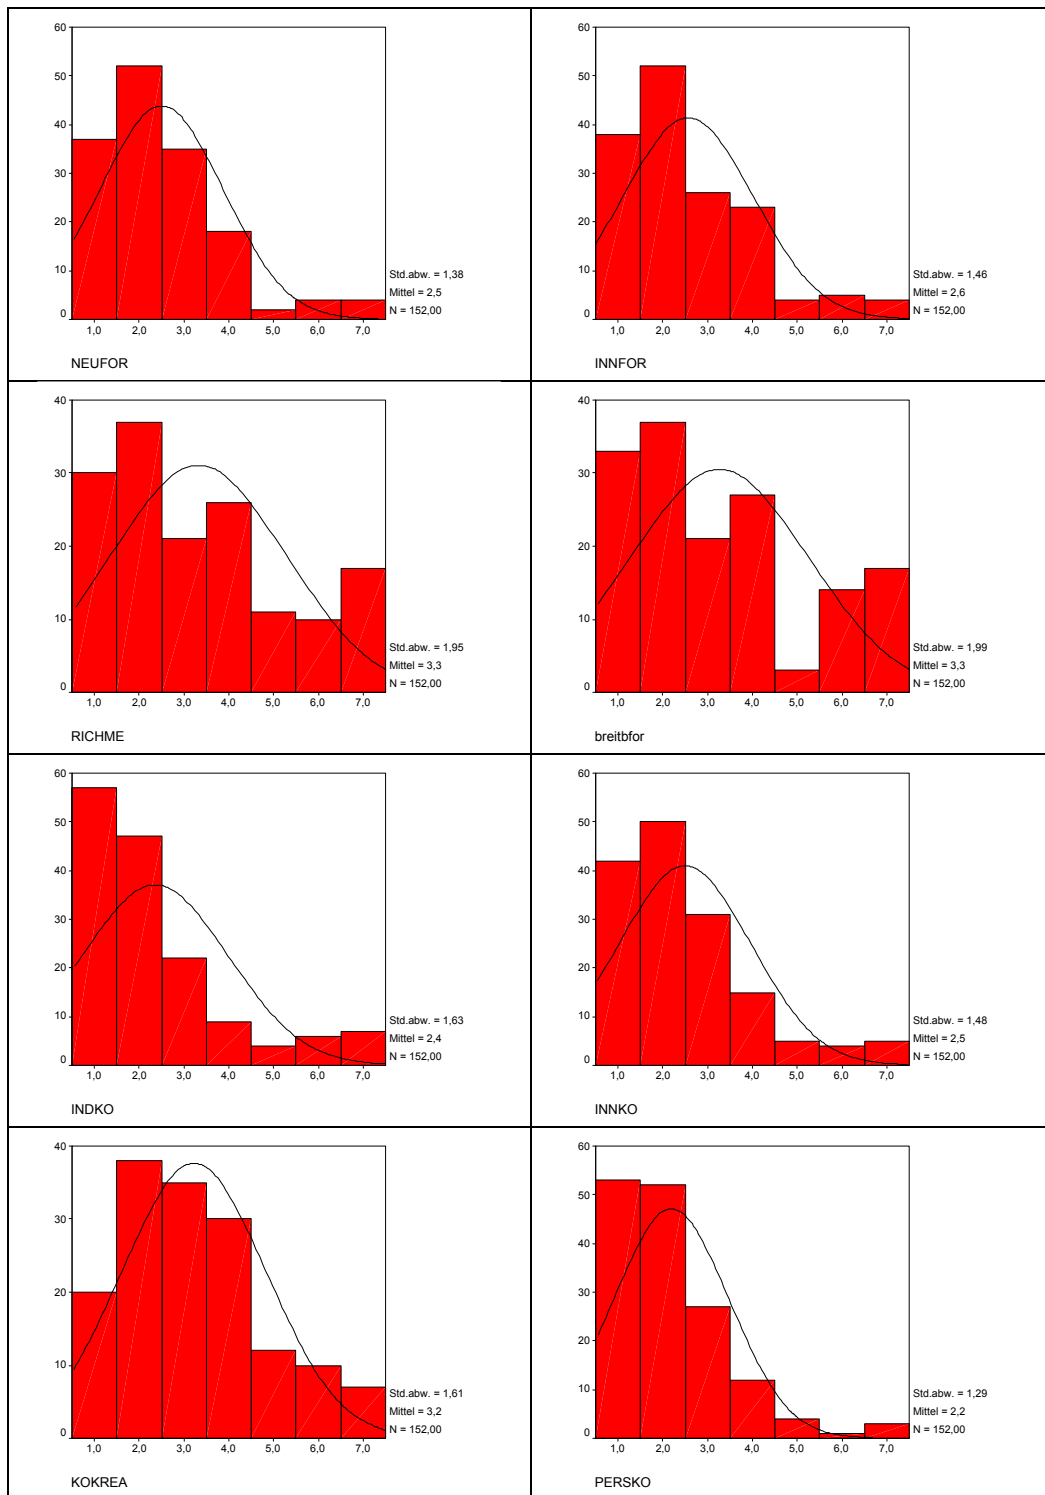 60
50
40
30
20
10
0
1,0 2,0 3,0 4,0 5,0 6,0 7,0
Std.abw. = 1,38
Mittel = 2,5
N = 152,00
NEUFOR
60
50
40
30
20
10
0
1,0 2,0 3,0 4,0 5,0 6,0 7,0
Std.abw. = 1,46
Mittel = 2,6
N = 152,00
INNFOR
40
30
20
10
0
1,0 2,0 3,0 4,0 5,0 6,0 7,0
Std.abw. = 1,95
Mittel = 3,3
N = 152,00
RICHME
40
30
20
10
0
1,0 2,0 3,0 4,0 5,0 6,0 7,0
Std.abw. = 1,99
Mittel = 3,3
N = 152,00
breitbfor
60
50
40
30
20
10
0
1,0 2,0 3,0 4,0 5,0 6,0 7,0
Std.abw. = 1,63
Mittel = 2,4
N = 152,00
INDKO
60
50
40
30
20
10
0
1,0 2,0 3,0 4,0 5,0 6,0 7,0
Std.abw. = 1,48
Mittel = 2,5
N = 152,00
INNKO
40
30
20
10
0
1,0 2,0 3,0 4,0 5,0 6,0 7,0
Std.abw. = 1,61
Mittel = 3,2
N = 152,00
KOKREA
60
50
40
30
20
10
0
1,0 2,0 3,0 4,0 5,0 6,0 7,0
Std.abw. = 1,29
Mittel = 2,2
N = 152,00
PERSKO